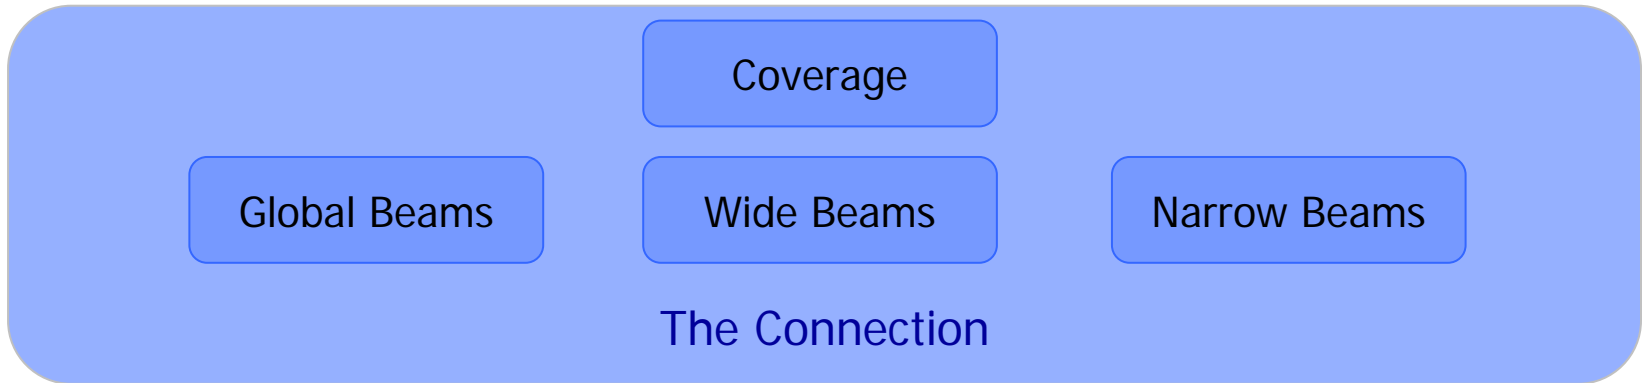 Coverage
Global Beams
Wide Beams
Narrow Beams
The Connection